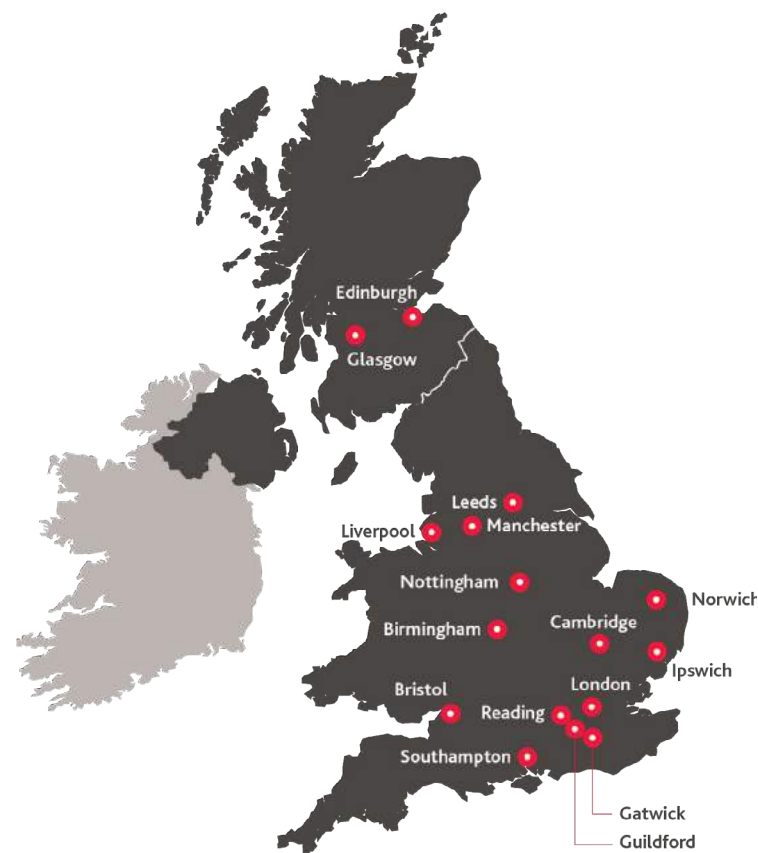 Edinburgh
Glasgow
Leeds
Manchester
Liverpool
Nottingham
Norwich
Birmingham
Cambridge
Ipswich
London
Bristol
Reading
Southampton
Gatwick
Guildford